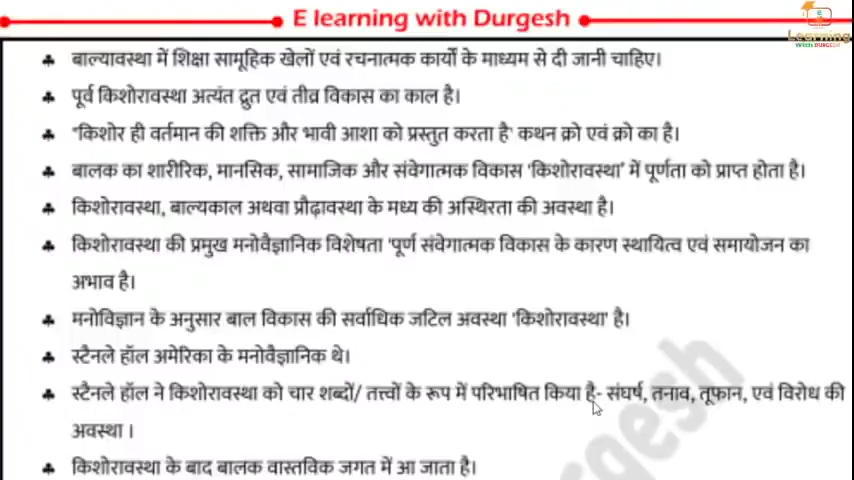 E learning with Durgesh
Learning
With DURGESH
♣ बाल्यावस्था में शिक्षा सामूहिक खेलों एवं रचनात्मक कार्यों के माध्यम से दी जानी चाहिए।
♣ पूर्व किशोरावस्था अत्यंत द्रुत एवं तीव्र विकास का काल है।
♣ "किशोर ही वर्तमान की शक्ति और भावी आशा को प्रस्तुत करता है' कथन क्रो एवं क्रो का है।
♣ बालक का शारीरिक, मानसिक, सामाजिक और संवेगात्मक विकास 'किशोरावस्था' में पूर्णता को प्राप्त होता है।
♣ किशोरावस्था, बाल्यकाल अथवा प्रौढ़ावस्था के मध्य की अस्थिरता की अवस्था है।
♣ किशोरावस्था की प्रमुख मनोवैज्ञानिक विशेषता 'पूर्ण संवेगात्मक विकास के कारण स्थायित्व एवं समायोजन का
अभाव है।
♣ मनोविज्ञान के अनुसार बाल विकास की सर्वाधिक जटिल अवस्था 'किशोरावस्था' है।
♣ स्टैनले हॉल अमेरिका के मनोवैज्ञानिक थे।
♣ स्टैनले हॉल ने किशोरावस्था को चार शब्दों/ तत्त्वों के रूप में परिभाषित किया है- संघर्ष, तनाव, तूफान, एवं विरोध की
अवस्था ।
♣ किशोरावस्था के बाद बालक वास्तविक जगत में आ जाता है।